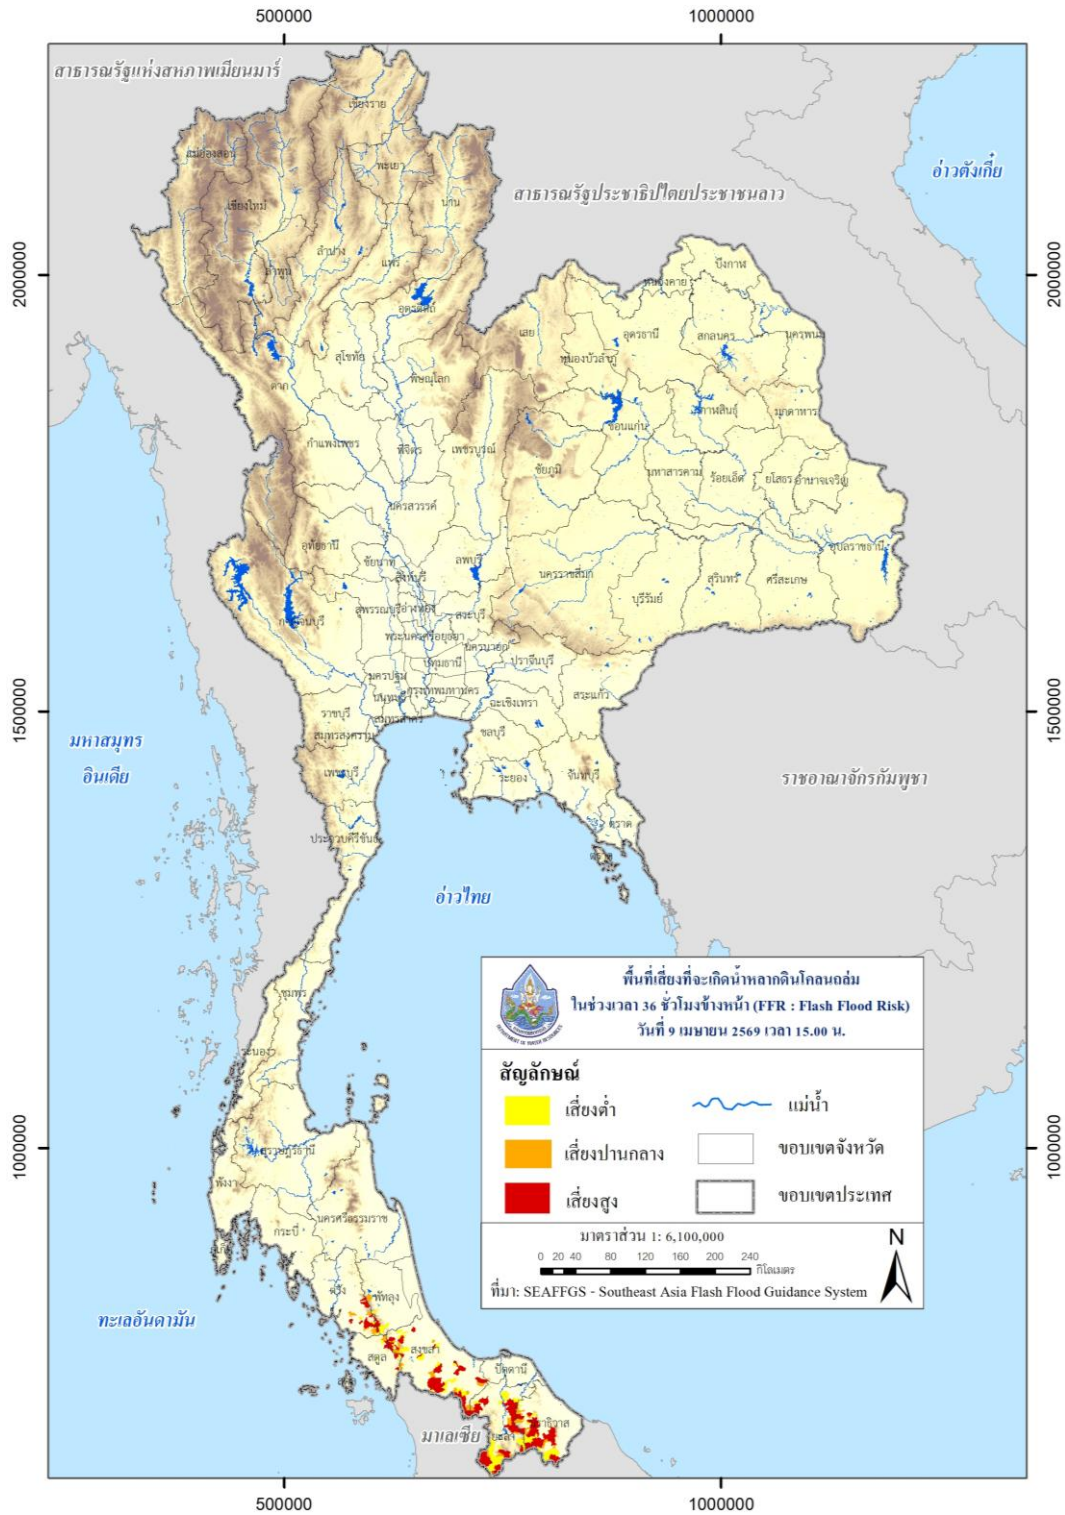 500000
1000000
สาธารณรัฐแห่งสหภาพเมียนมาร์
เชียงราย
แม่ฮ่องสอน
พะเยา
อ่าวตังเกี๋ย
สาธารณรัฐประชาธิปไตยประชาชนลาว
น่าน
เชียงใหม่
ลำปาง
แพร่
ลำพูน
บึงกาฬ
2000000
2000000
หนองคาย
อุตรดิตถ์
เลย
อุดรธานี
สกลนคร
นครพนม
สุโขทัย
หนองบัวลำภู
พิษณุโลก
ตาก
กาฬสินธุ์
มุกดาหาร
ขอนแก่น
กำแพงเพชร
พิจิตร
เพชรบูรณ์
ชัยภูมิ
มหาสารคาม
ร้อยเอ็ด
ยโสธร
อำนาจเจริญ
นครสวรรค์
อุทัยธานี
ชัยนาท
ลพบุรี
อุบลราชธานี
สิงห์บุรี
นครราชสีมา
สุรินทร์
ศรีสะเกษ
บุรีรัมย์
สุพรรณบุรี
อ่างทอง
สระบุรี
กาญจนบุรี
พระนครศรีอยุธยา
นครนายก
ปทุมธานี
ปราจีนบุรี
นครปฐม
นนทบุรี
กรุงเทพมหานคร
สระแก้ว
ฉะเชิงเทรา
1500000
1500000
ราชบุรี
สมุทรสาคร
สมุทรสงคราม
ชลบุรี
มหาสมุทร
อินเดีย
เพชรบุรี
ระยอง
จันทบุรี
ราชอาณาจักรกัมพูชา
ตราด
ประจวบคีรีขันธ์
ตราด
อ่าวไทย
พื้นที่เสี่ยงที่จะเกิดน้ำหลากดินโคลนถล่ม
ในช่วงเวลา 36 ชั่วโมงข้างหน้า (FFR : Flash Flood Risk)
วันที่ 9 เมษายน 2569 เวลา 15.00 น.
DEPARTMENT OF WATER RESOURCES
ชุมพร
ระนอง
สัญลักษณ์
เสี่ยงต่ำ
แม่น้ำ
เสี่ยงปานกลาง
ขอบเขตจังหวัด
เสี่ยงสูง
ขอบเขตประเทศ
1000000
1000000
สุราษฎร์ธานี
พังงา
นครศรีธรรมราช
กระบี่
ภูเก็ต
มาตราส่วน 1: 6,100,000
N
0 20 40 80 120 160 200 240
กิโลเมตร
ที่มา: SEAFFGS - Southeast Asia Flash Flood Guidance System
ตรัง
พัทลุง
ทะเลอันดามัน
สงขลา
สตูล
ปัตตานี
สตูล
นราธิวาส
ยะลา
มาเลเซีย
500000
1000000